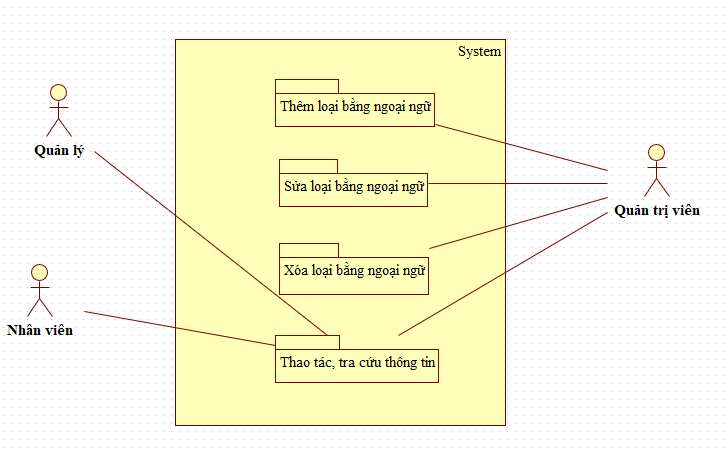 System
Thêm loại bằng ngoại ngữ
Quản lý
Sửa loại bằng ngoại ngữ
Quản trị viên
Xóa loại bằng ngoại ngữ
Nhân viên
Thao tác, tra cứu thông tin